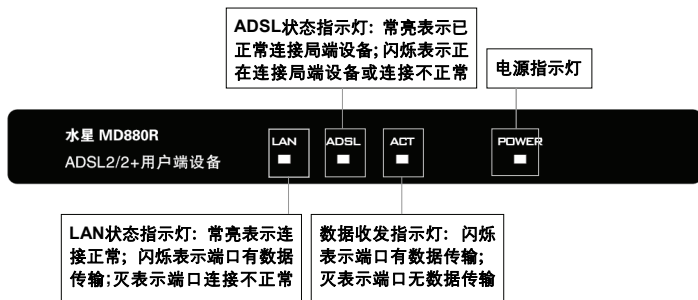 ADSL状态指示灯：常亮表示已
正常连接局端设备；闪烁表示正
在连接局端设备或连接不正常
电源指示灯
水星 MD880R
ADSL2/2+用户端设备
LAN
ADSL
ACT
POWER
LAN状态指示灯：常亮表示连
接正常；闪烁表示端口有数据
传输；灭表示端口连接不正常
数据收发指示灯：闪烁
表示端口有数据传输；
灭表示端口无数据传输